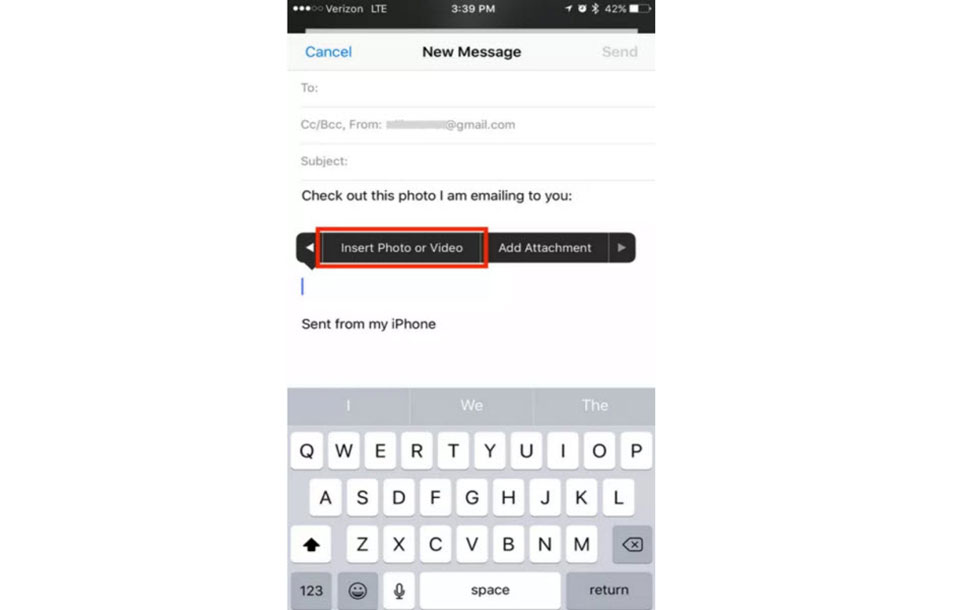 Verizon LTE 3:39 PM 42%
Cancel New Message Send
To:
Cc/Bcc, From: @gmail.com
Subject:
Check out this photo I am emailing to you:
Insert Photo or Video Add Attachment
Sent from my iPhone
I We The
Q W E R T Y U I O P
A S D F G H J K L
Z X C V B N M
123 space return